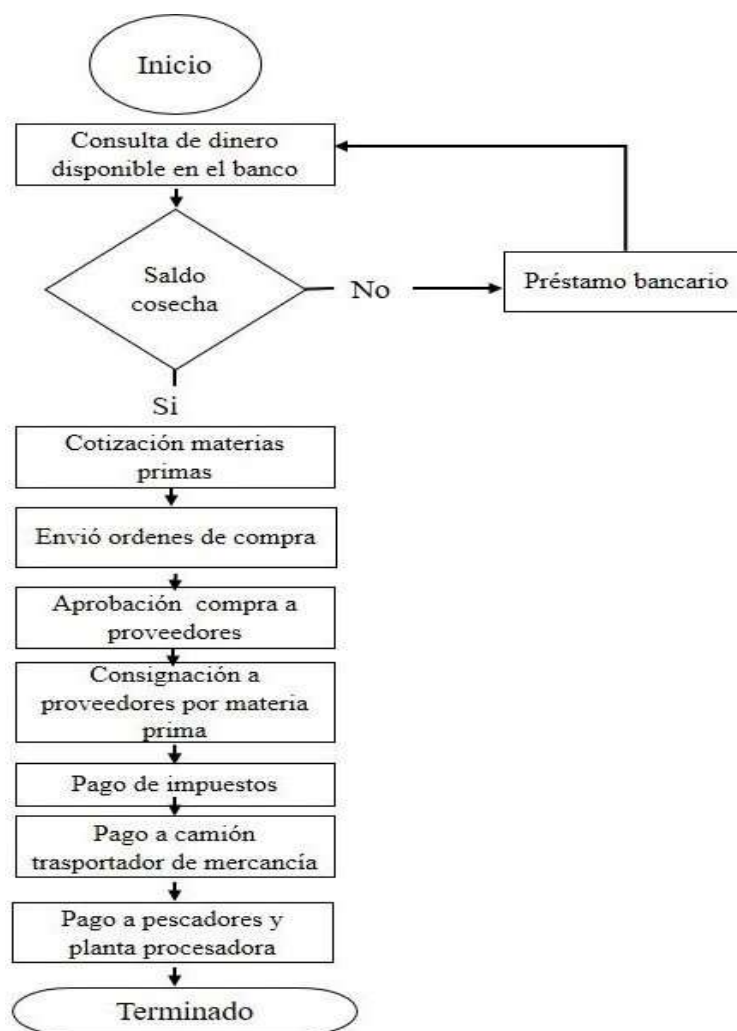 Inicio
Consulta de dinero
disponible en el banco
Saldo
cosecha
No
Préstamo bancario
Si
Cotización materias
primas
Envió ordenes de compra
Aprobación compra a
proveedores
Consignación a
proveedores por materia
prima
Pago de impuestos
Pago a camión
trasportador de mercancía
Pago a pescadores y
planta procesadora
Terminado